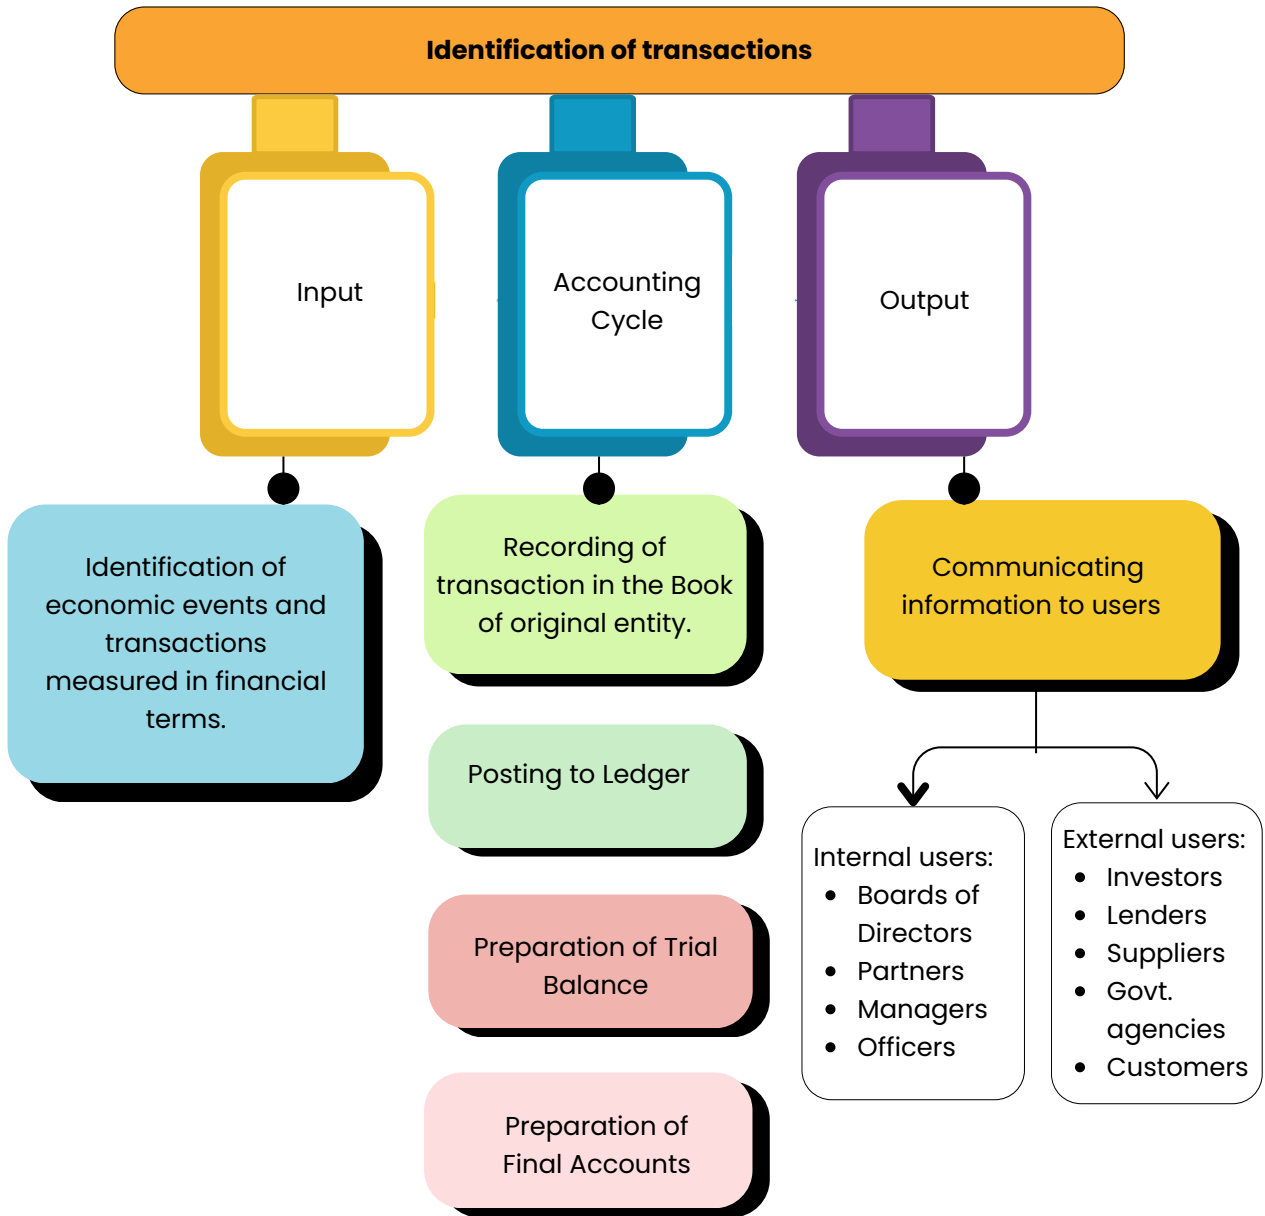 Identification of transactions
Input
Accounting
Cycle
Output
Identification of
economic events and
transactions
measured in financial
terms.
Recording of
transaction in the Book
of original entity.
Posting to Ledger
Preparation of Trial
Balance
Preparation of
Final Accounts
Communicating
information to users
Internal users:
• Boards of
Directors
• Partners
• Managers
• Officers
External users:
• Investors
• Lenders
• Suppliers
• Govt.
agencies
• Customers